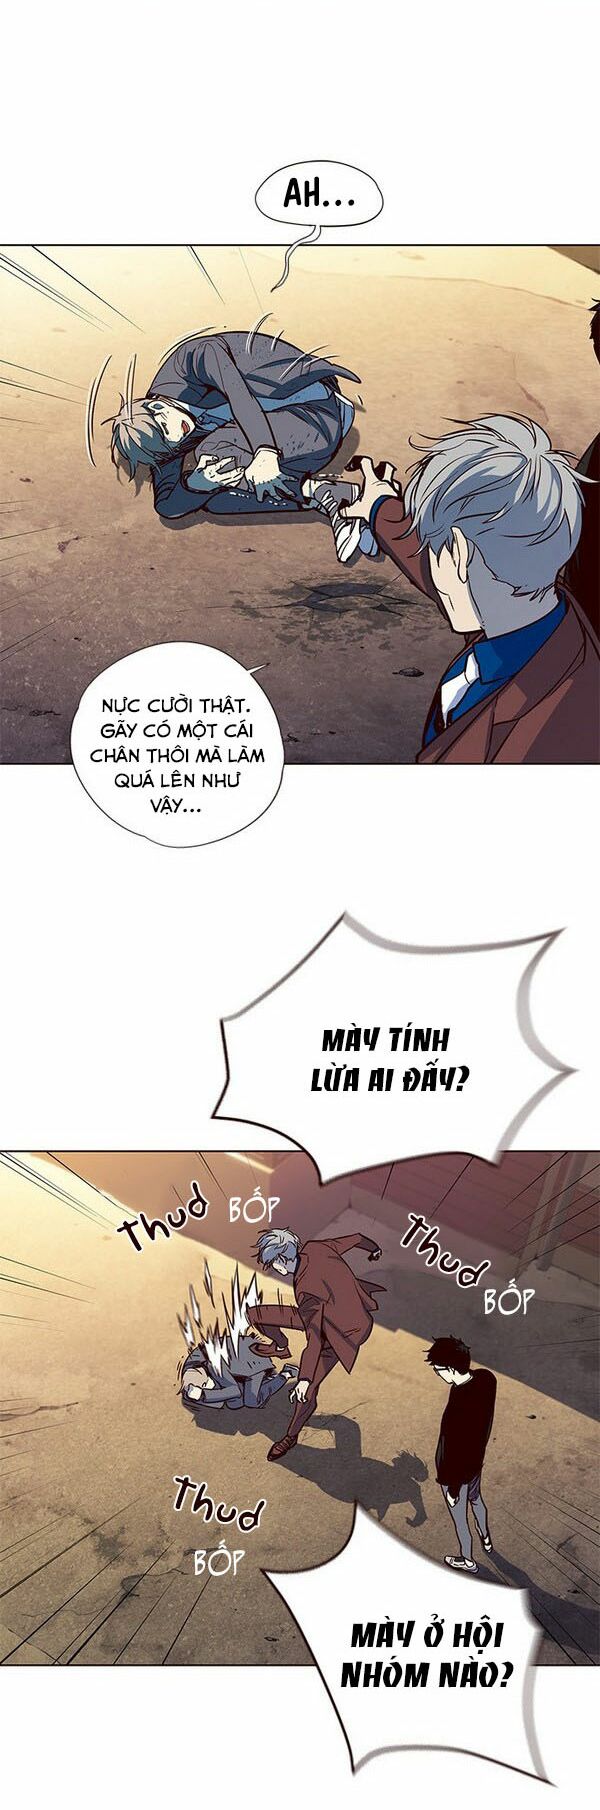 AH...
NỰC CƯỜI THẬT.
GÃY CÓ MỘT CÁI
CHÂN THÔI MÀ LÀM
QUÁ LÊN NHƯ
VẬY...
MÀY TÍNH
LỪA AI ĐẤY?
Thud BỐP
Thud
BỐP
Thud
BỐP
MÀY Ở HỘI
NHÓM NÀO?